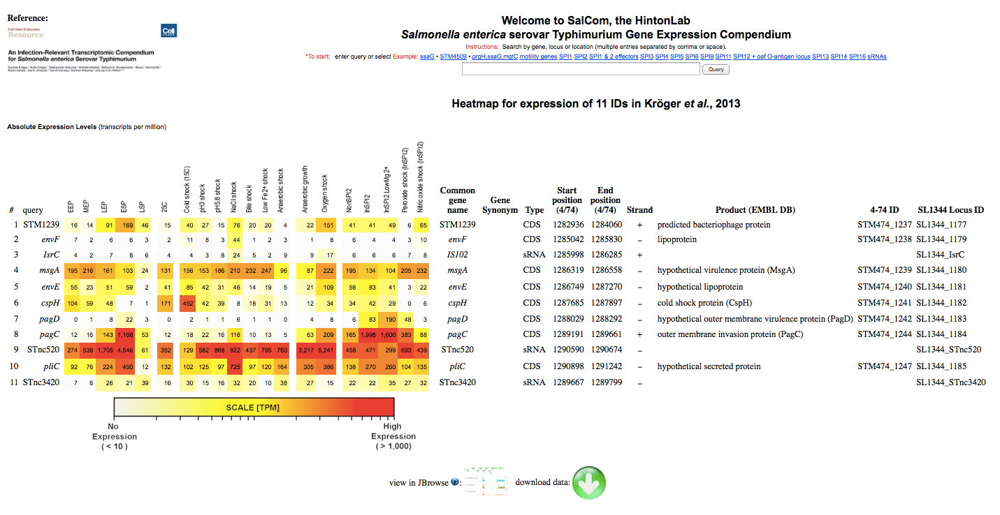 Reference:
Cell Host & Microbe
Resource
Cell
PRESS
An Infection-Relevant Transcriptomic Compendium
for Salmonella enterica Serovar Typhimurium
Welcome to SalCom, the HintonLab
Salmonella enterica serovar Typhimurium Gene Expression Compendium
Instructions: Search by gene, locus or location (multiple entries separated by comma or space).
*To start: enter query or select Example: ssaG • STM4509 • prgH,ssaG,mgtC motility genes SPI1 SPI2 SPI1 & 2 effectors SPI3 SPI4 SPI5 SPI6 SPI9 SPI11 SPI12 + oaf O-antigen locus SPI13 SPI14 SPI16 sRNAs
Query
Heatmap for expression of 11 IDs in Kröger et al., 2013
Absolute Expression Levels (transcripts per million)
# query EEP MEP LEP ESP LSP 25C Cold shock (15C) pH3 shock pH5.8 shock NaCl shock Bile shock Low Fe2+ shock Anaerobic shock Anaerobic growth Oxygen shock NonSPI2 InSPI2 InSPI2 LowMg2+ Peroxide shock (InSPI2) Nitric oxide shock (InSPI2) Common gene name Gene Synonym Type Start position (4/74) End position (4/74) Strand Product (EMBL DB) 4-74 ID SL1344 Locus ID
1 STM1239 16 14 91 169 46 15 40 27 15 76 20 20 4 22 151 41 41 49 6 65 STM1239 CDS 1282936 1284060 + predicted bacteriophage protein STM474_1237 SL1344_1177
2 envF 7 2 6 6 3 2 11 8 3 44 1 2 3 1 8 6 4 4 3 10 envF CDS 1285042 1285830 – lipoprotein STM474_1238 SL1344_1179
3 IsrC 4 2 7 8 6 4 4 3 8 24 5 2 9 9 17 6 6 3 7 8 IS102 sRNA 1285998 1286285 + SL1344_IsrC
4 msgA 195 216 161 103 24 131 156 153 186 210 232 247 96 87 222 195 134 104 205 232 msgA CDS 1286319 1286558 – hypothetical virulence protein (MsgA) STM474_1239 SL1344_1180
5 envE 55 23 51 59 2 41 85 42 31 46 14 19 5 21 109 58 83 41 3 22 envE CDS 1286749 1287270 – hypothetical lipoprotein STM474_1240 SL1344_1181
6 cspH 104 59 48 7 1 171 452 42 39 8 18 31 13 12 34 34 42 29 0 6 cspH CDS 1287685 1287897 – cold shock protein (CspH) STM474_1241 SL1344_1182
7 pagD 0 1 8 22 3 0 2 1 1 6 1 1 0 4 8 6 83 190 48 3 pagD CDS 1288029 1288292 – hypothetical outer membrane virulence protein (PagD) STM474_1242 SL1344_1183
8 pagC 12 16 143 1,168 53 12 18 22 16 116 10 13 5 63 209 165 1,998 1,600 383 88 pagC CDS 1289191 1289661 + outer membrane invasion protein (PagC) STM474_1244 SL1344_1184
9 STnc520 274 538 1,705 4,546 61 352 129 582 868 922 437 795 760 3,217 5,241 458 471 299 693 439 STnc520 sRNA 1290590 1290674 – SL1344_STnc520
10 pliC 92 76 224 450 12 132 102 125 97 725 97 120 164 305 386 138 270 260 104 135 pliC CDS 1290898 1291242 – hypothetical secreted protein STM474_1247 SL1344_1185
11 STnc3420 7 6 26 21 39 16 30 15 16 32 20 10 38 27 15 22 22 35 27 32 STnc3420 sRNA 1289667 1289799 – SL1344_STnc3420
SCALE [TPM]
No Expression ( < 10 )
High Expression ( > 1,000)
view in JBrowse i: download data: